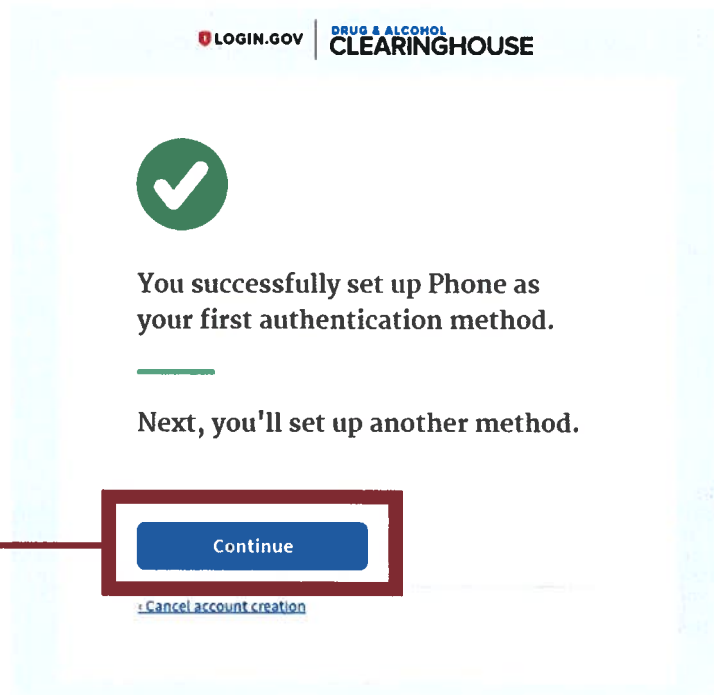 LOGIN.GOV
DRUG & ALCOHOL
CLEARINGHOUSE
You successfully set up Phone as
your first authentication method.
Next, you'll set up another method.
Continue
‹ Cancel account creation